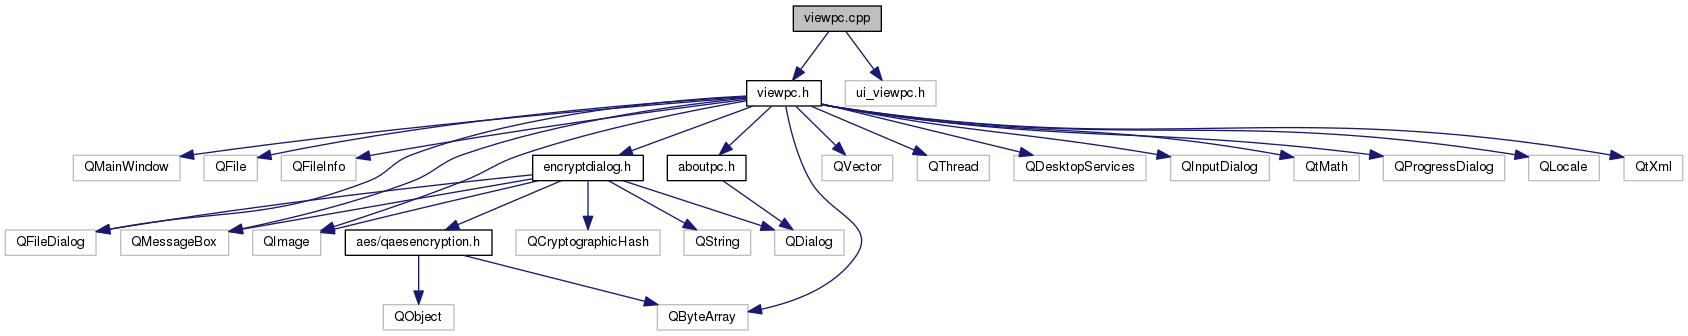 viewpc.cpp
viewpc.h
ui_viewpc.h
QMainWindow
QFile
QFileInfo
encryptdialog.h
aboutpc.h
QVector
QThread
QDesktopServices
QInputDialog
QtMath
QProgressDialog
QLocale
QtXml
QFileDialog
QMessageBox
QImage
aes/qaesencryption.h
QCryptographicHash
QString
QDialog
QObject
QByteArray